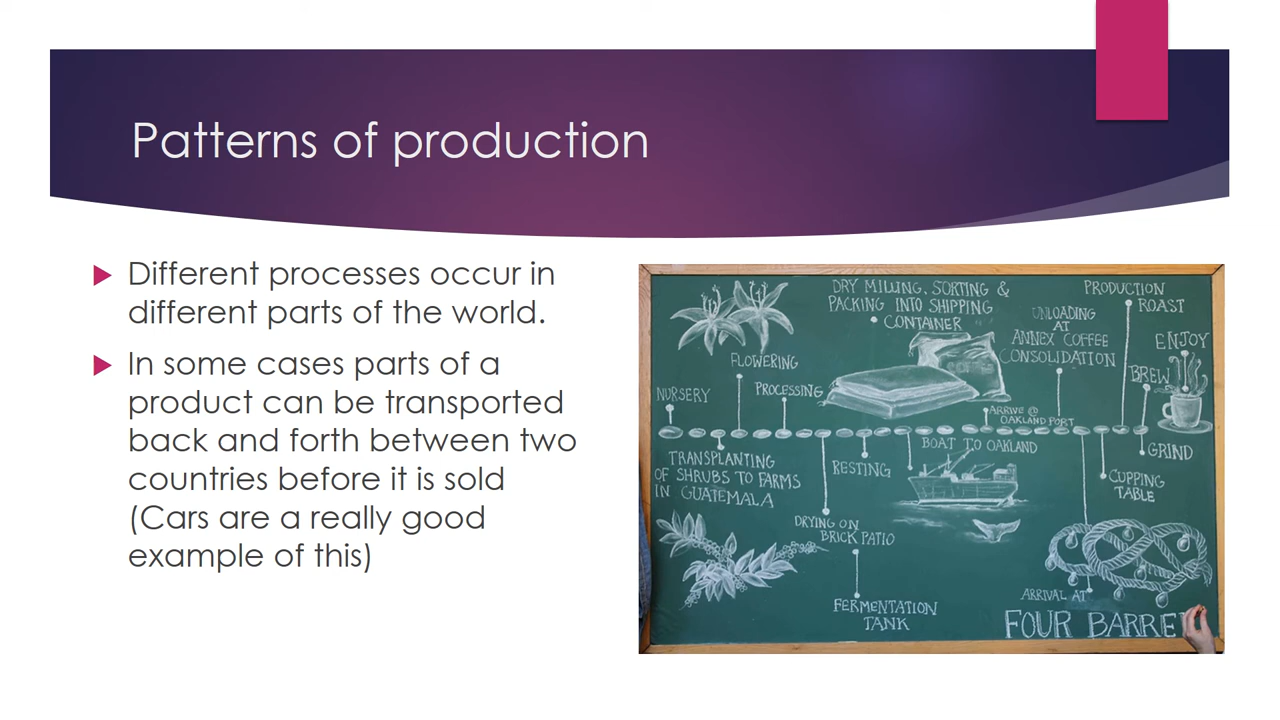 Patterns of production
Different processes occur in
different parts of the world.
In some cases parts of a
product can be transported
back and forth between two
countries before it is sold
(Cars are a really good
example of this)
DRY MILLING, SORTING &
PACKING INTO SHIPPING
CONTAINER
PRODUCTION
ROAST
UNLOADING
AT
ANNEX COFFEE
CONSOLIDATION
ENJOY
BREW
FLOWERING
NURSERY
PROCESSING
ARRIVE @
OAKLAND PORT
BOAT TO OAKLAND
TRANSPLANTING
OF SHRUBS TO FARMS
IN GUATEMALA
RESTING
GRIND
CUPPING
TABLE
DRYING ON
BRICK PATIO
FERMENTATION
TANK
ARRIVAL AT
FOUR BARRE